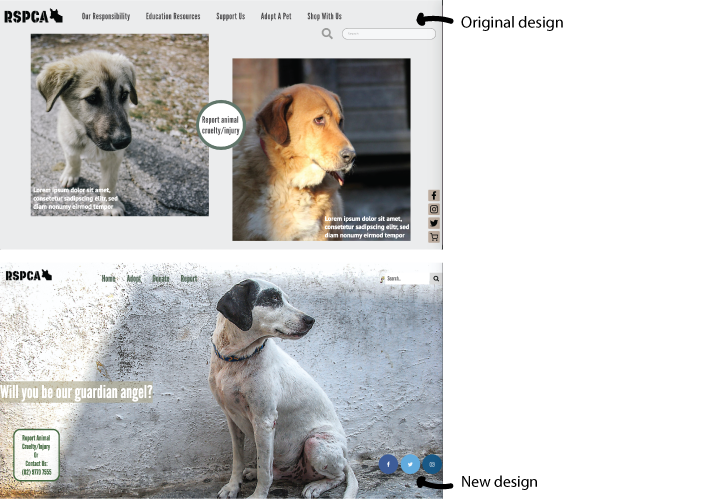 RSPCA
Our Responsibility Education Resources Support Us Adopt A Pet Shop With Us
Original design
Report animal
cruelty/injury
Lorem ipsum dolor sit amet,
consetetur sadipscing elitr, sed
diam nonumy eirmod tempor
Lorem ipsum dolor sit amet,
consetetur sadipscing elitr, sed
diam nonumy eirmod tempor
RSPCA
Home Adopt Donate Report
Search..
Will you be our guardian angel?
Report Animal
Cruelty/Injury
Or
Contact Us:
(02) 9770 7555
New design